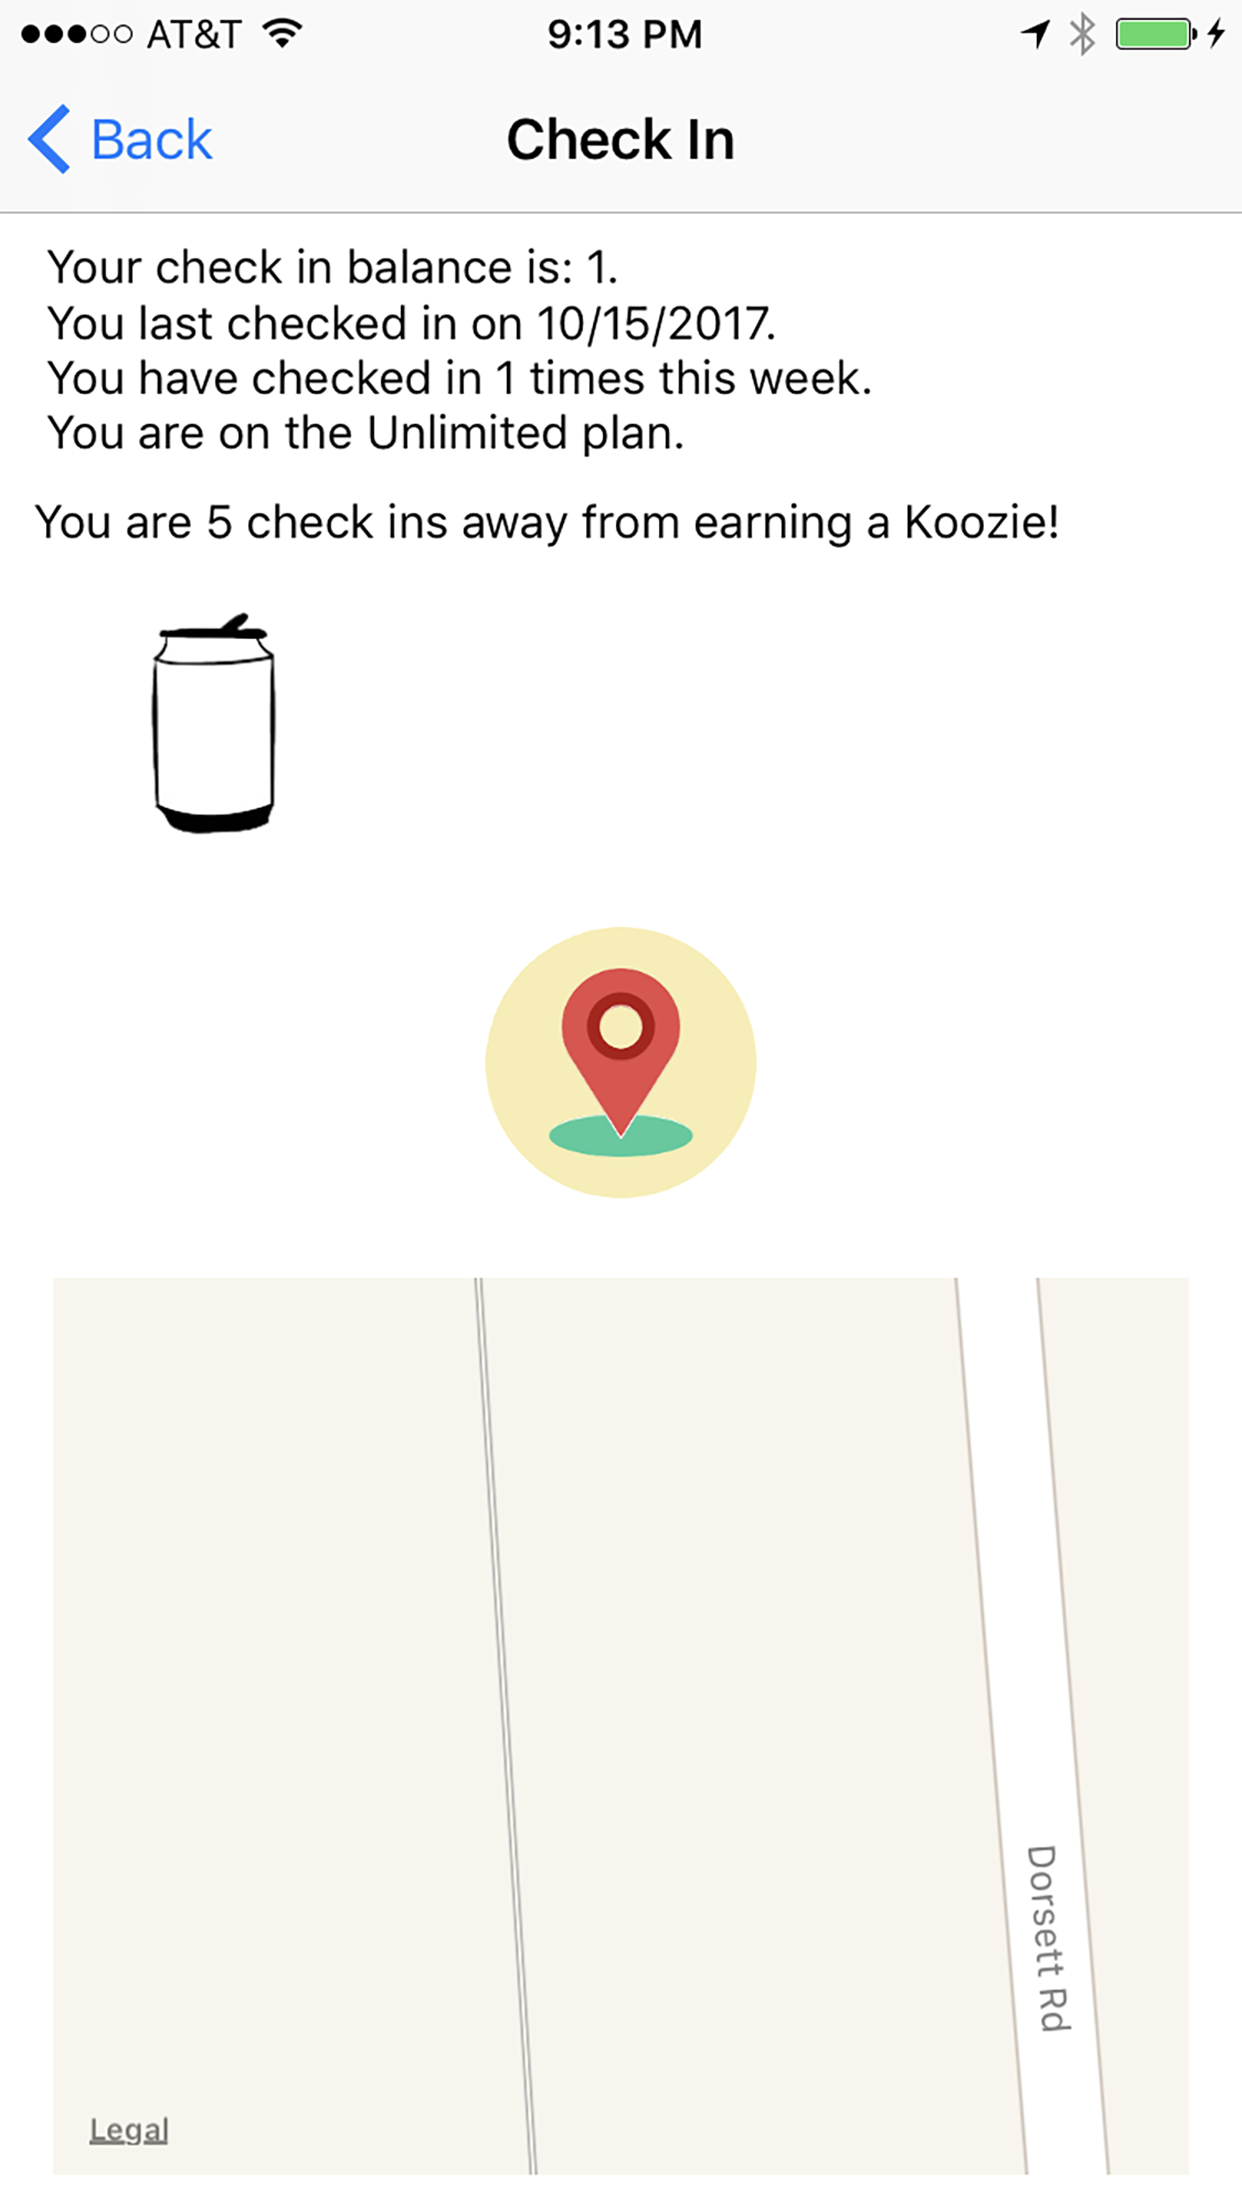 AT&T 9:13 PM
Back Check In
Your check in balance is: 1.
You last checked in on 10/15/2017.
You have checked in 1 times this week.
You are on the Unlimited plan.
You are 5 check ins away from earning a Koozie!
Dorsett Rd
Legal